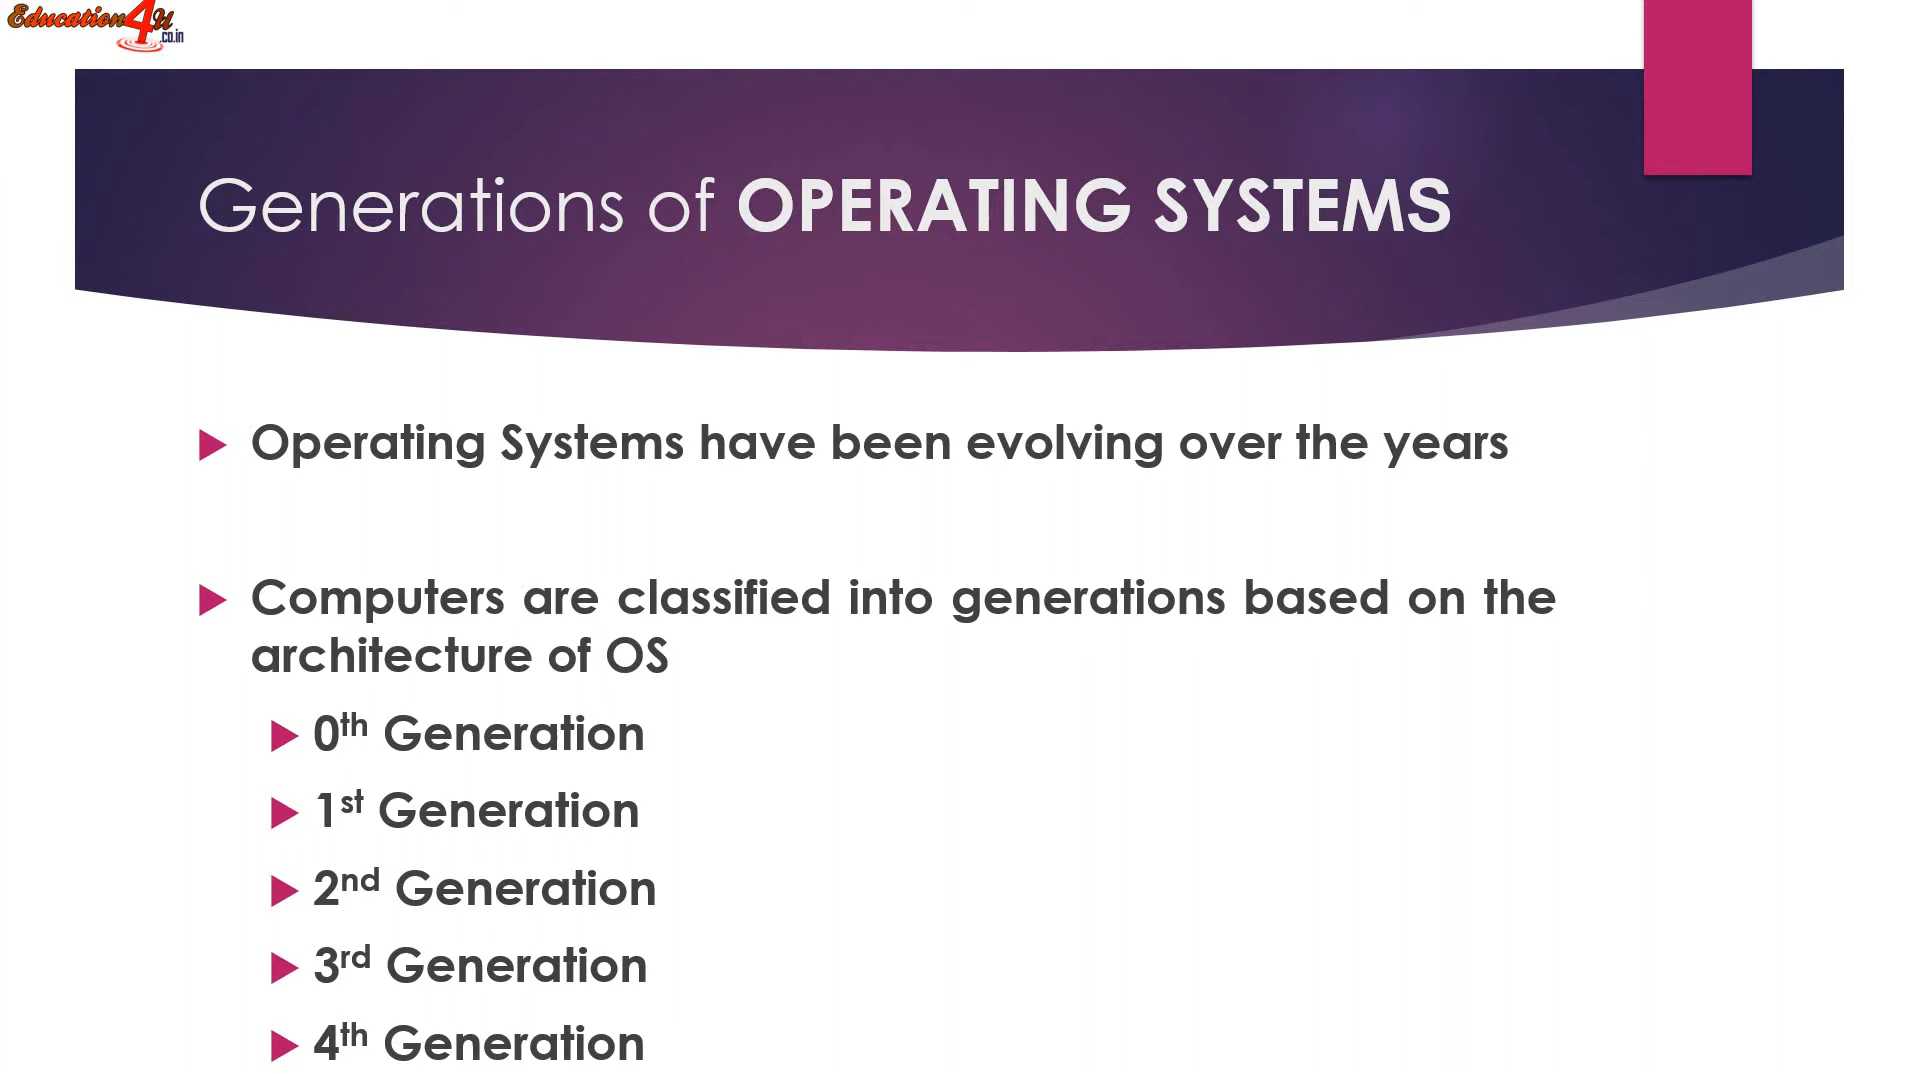 Education4u
.co.in
Generations of OPERATING SYSTEMS
Operating Systems have been evolving over the years
Computers are classified into generations based on the
architecture of OS
0th Generation
1st Generation
2nd Generation
3rd Generation
4th Generation